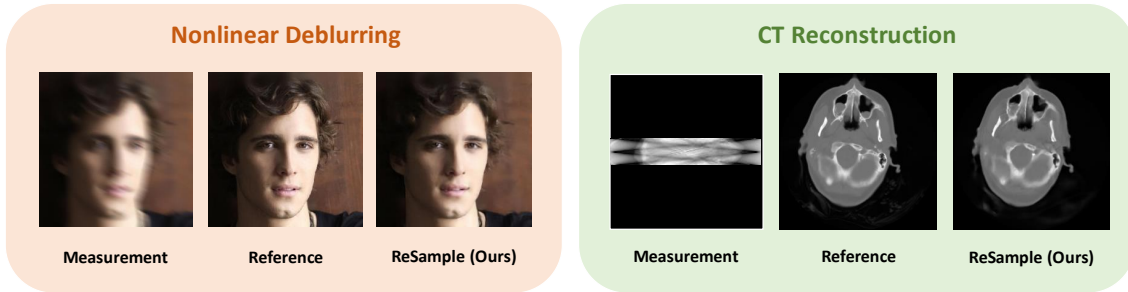 Nonlinear Deblurring
Measurement
Reference
ReSample (Ours)
CT Reconstruction
Measurement
Reference
ReSample (Ours)